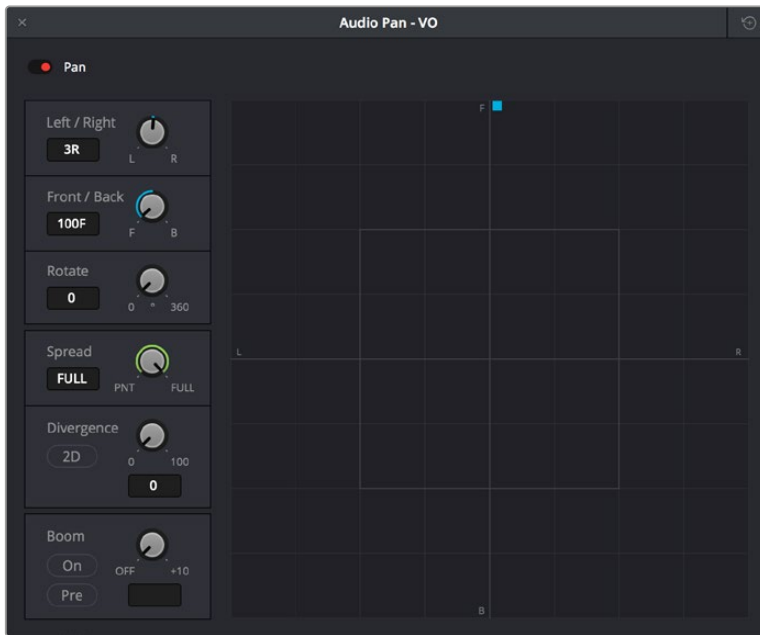 × Audio Pan - VO
Pan
Left / Right
3R
L R
Front / Back
100F
F B
Rotate
0
0 ° 360
Spread
FULL
PNT FULL
Divergence
2D
0 100
0
Boom
On
OFF +10
Pre
F
L R
B